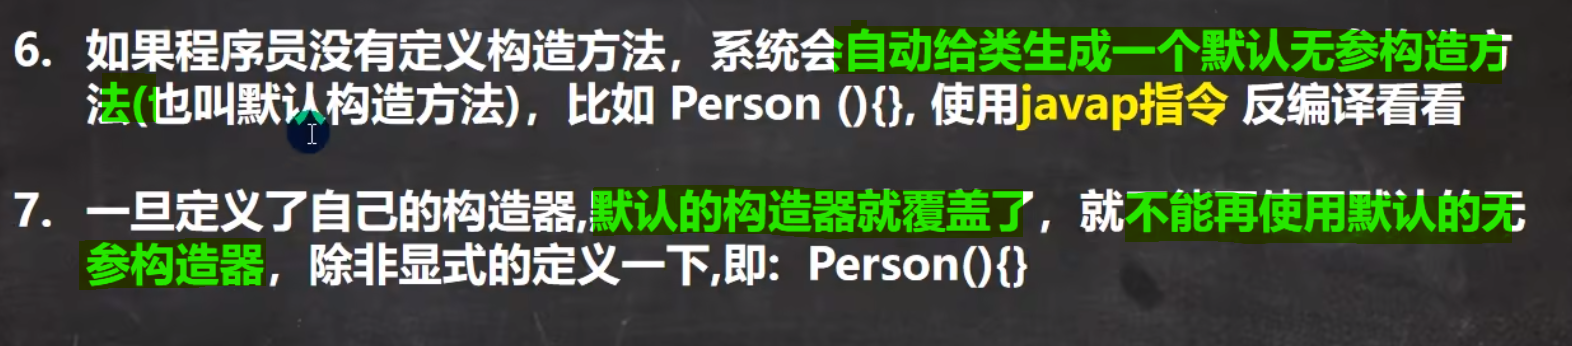 6. 如果程序员没有定义构造方法，系统会自动给类生成一个默认无参构造方
法(也叫默认构造方法)，比如 Person (){}, 使用javap指令 反编译看看
7. 一旦定义了自己的构造器,默认的构造器就覆盖了，就不能再使用默认的无
参构造器，除非显式的定义一下,即: Person(){}